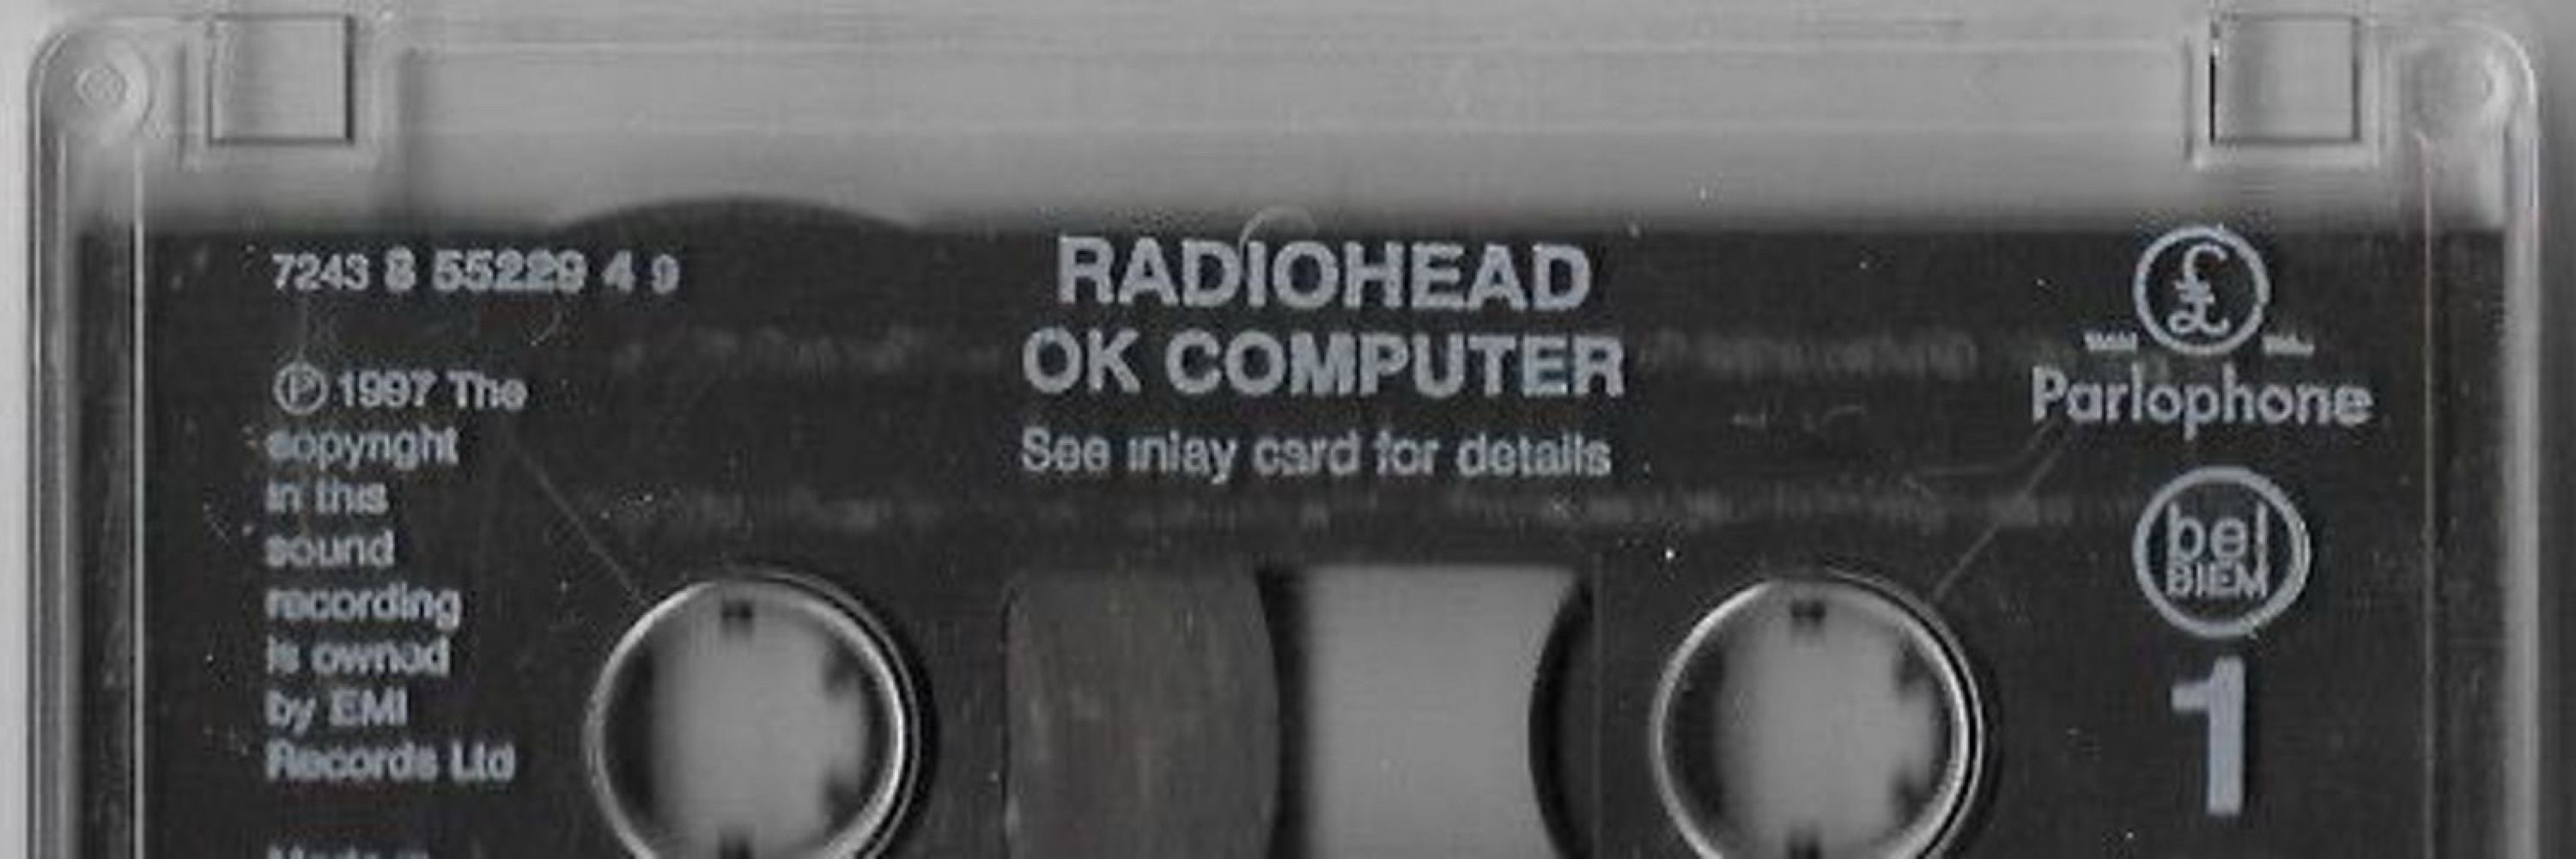 7243 8 55229 4 9
RADIOHEAD
OK COMPUTER
See inlay card for details
£
Parlophone
bel
BIEM
1
Ⓟ 1997 The
copyright
in this
sound
recording
is owned
by EMI
Records Ltd